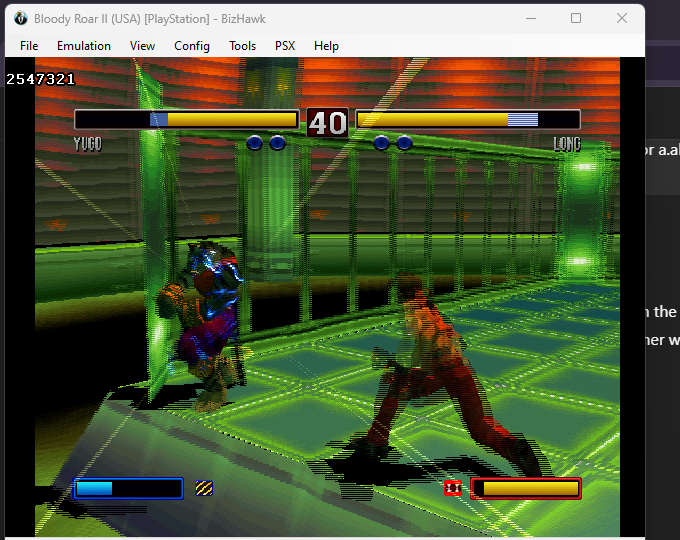 Bloody Roar II (USA) [PlayStation] - BizHawk
File Emulation View Config Tools PSX Help
2547321
40
YUGO LONG
or a.al
n the
ner w